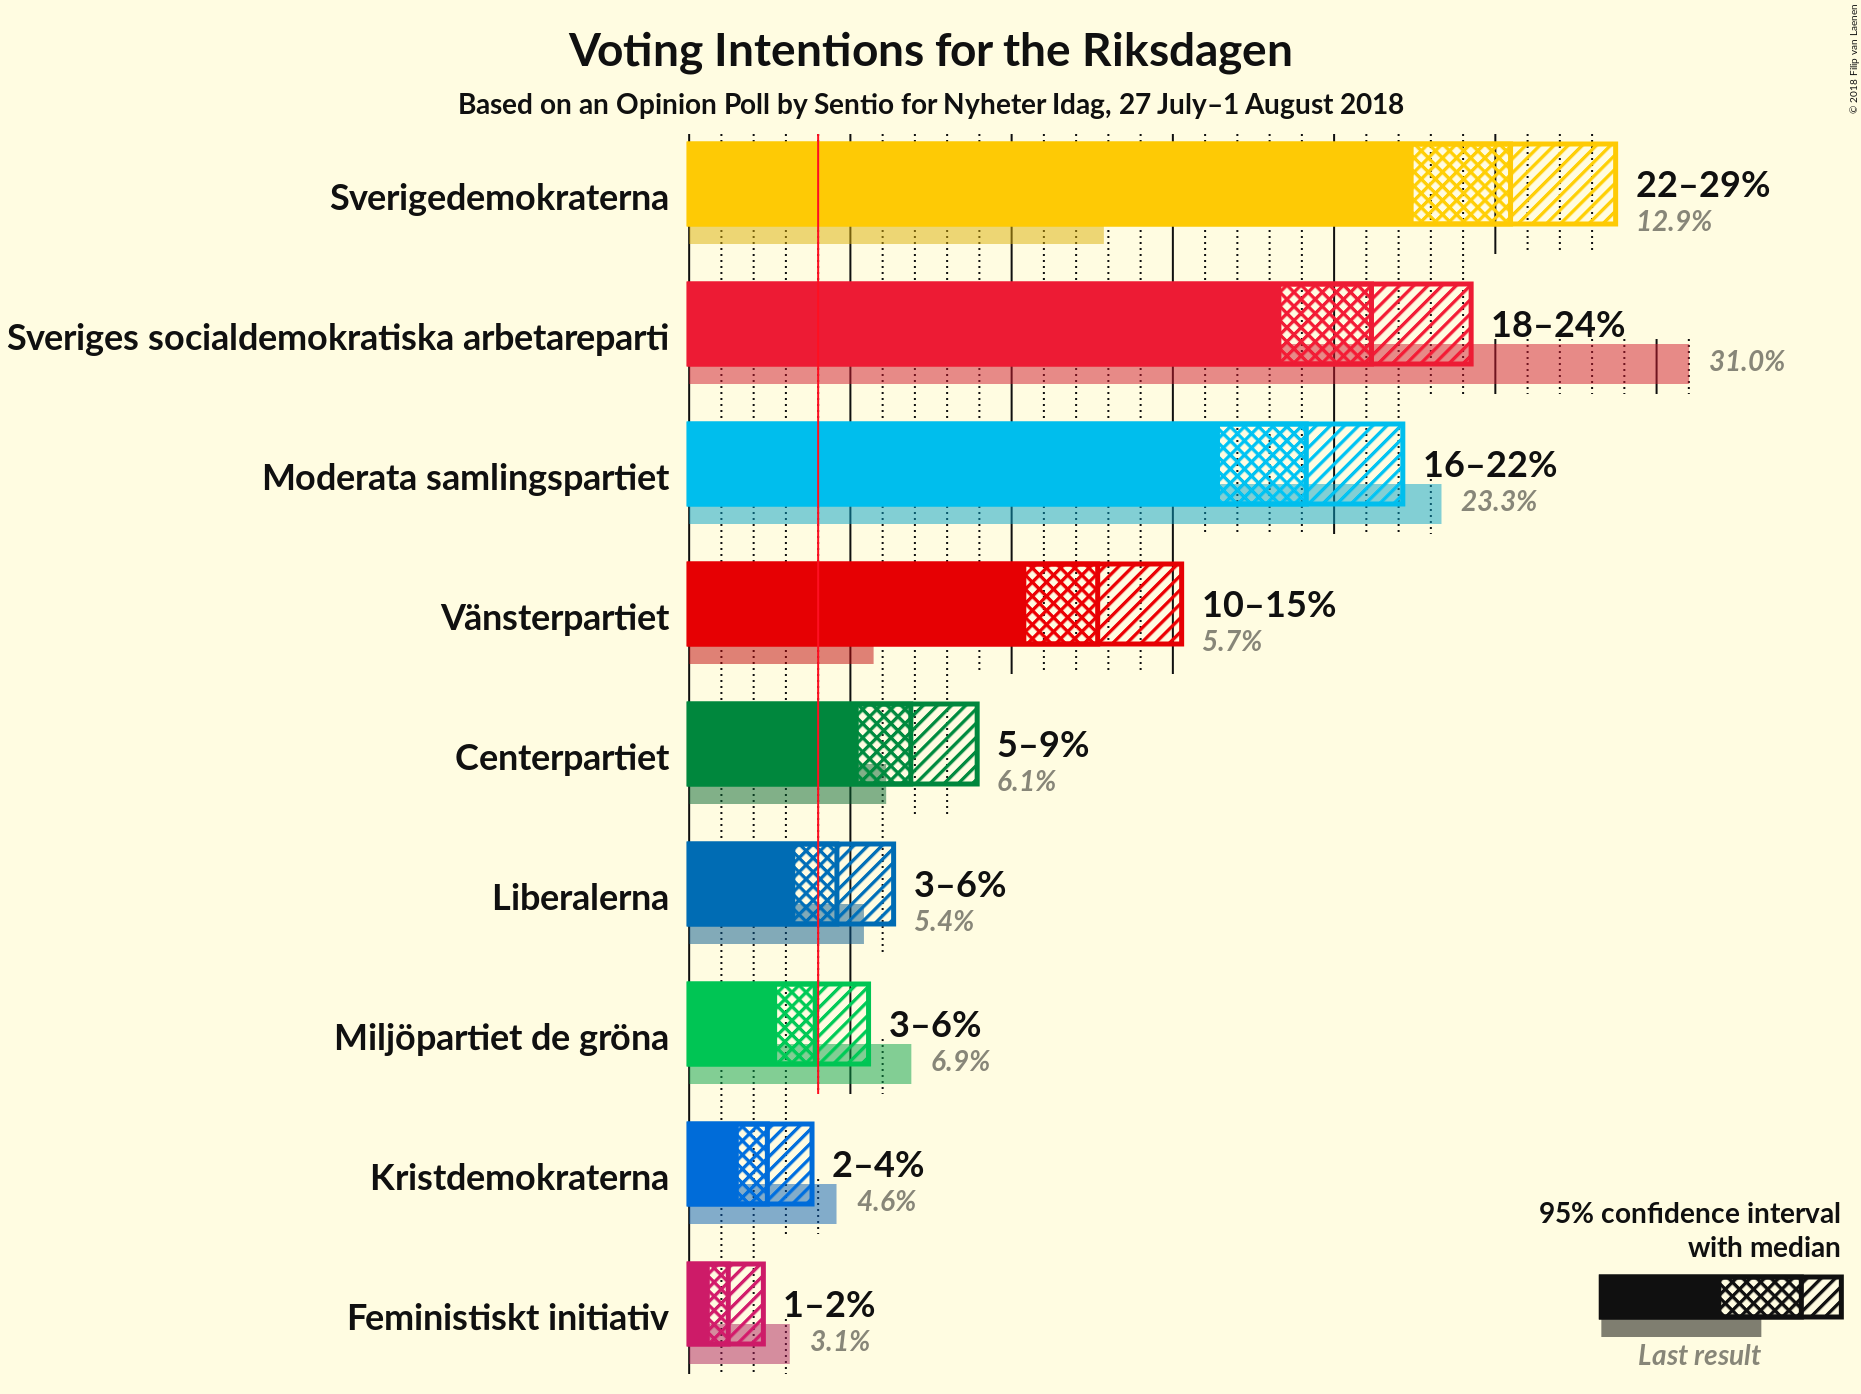 Voting Intentions for the Riksdagen
Based on an Opinion Poll by Sentio for Nyheter Idag, 27 July–1 August 2018
© 2018 Filip van Laenen
Sverigedemokraterna
22–29%
12.9%
Sveriges socialdemokratiska arbetareparti
18–24%
31.0%
Moderata samlingspartiet
16–22%
23.3%
Vänsterpartiet
10–15%
5.7%
Centerpartiet
5–9%
6.1%
Liberalerna
3–6%
5.4%
Miljöpartiet de gröna
3–6%
6.9%
Kristdemokraterna
2–4%
4.6%
Feministiskt initiativ
1–2%
3.1%
95% confidence interval
with median
Last result